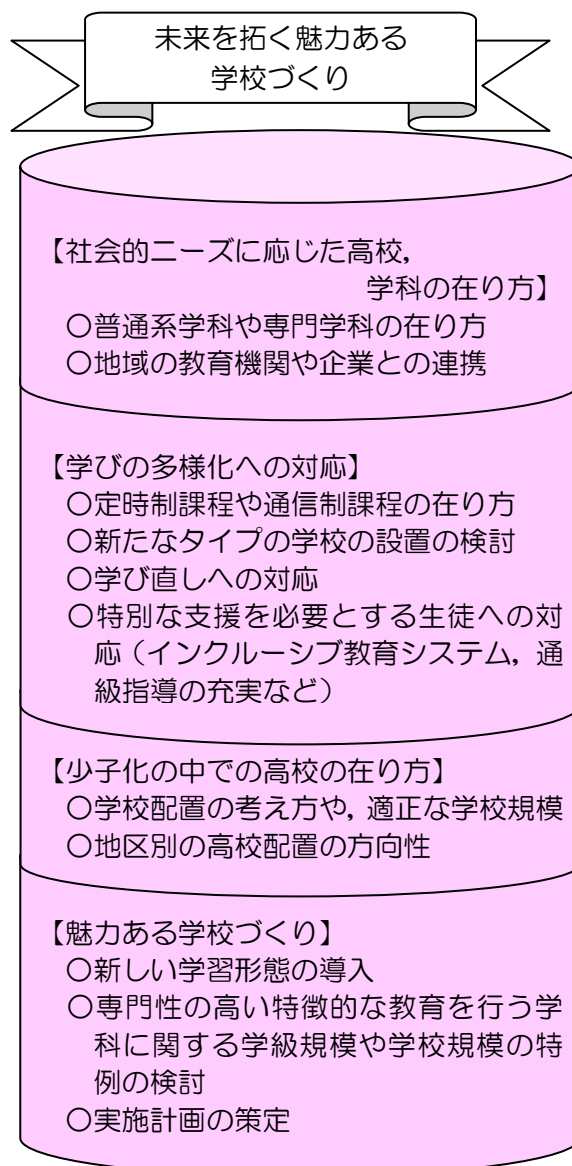 未来を拓く魅力ある
学校づくり
【社会的ニーズに応じた高校,
学科の在り方】
○普通系学科や専門学科の在り方
○地域の教育機関や企業との連携
【学びの多様化への対応】
○定時制課程や通信制課程の在り方
○新たなタイプの学校の設置の検討
○学び直しへの対応
○特別な支援を必要とする生徒への対
応（インクルーシブ教育システム, 通
級指導の充実など）
【少子化の中での高校の在り方】
○学校配置の考え方や, 適正な学校規模
○地区別の高校配置の方向性
【魅力ある学校づくり】
○新しい学習形態の導入
○専門性の高い特徴的な教育を行う学
科に関する学級規模や学校規模の特
例の検討
○実施計画の策定